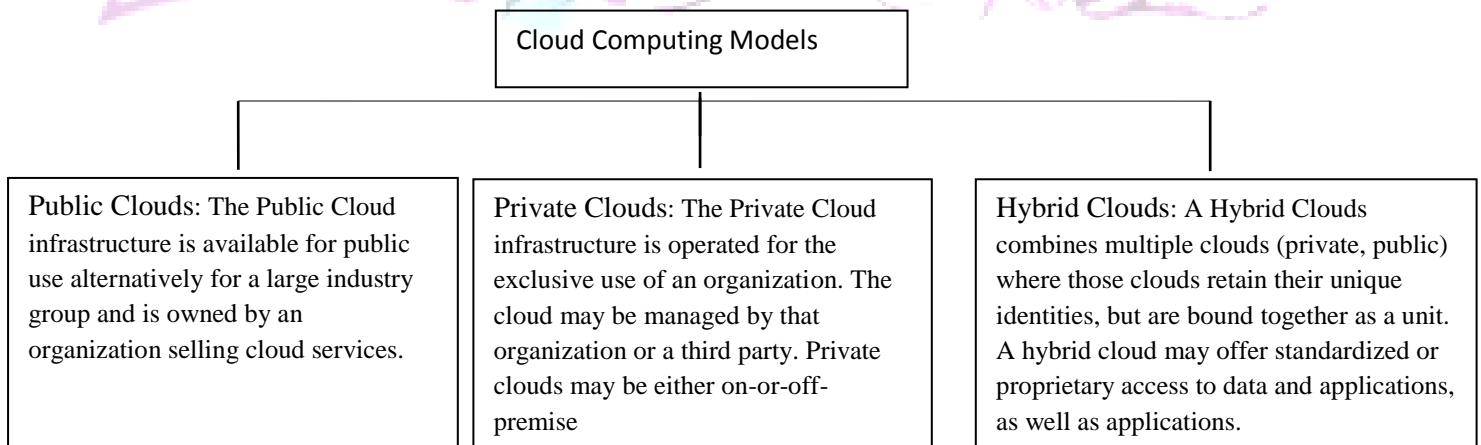 Cloud Computing Models
Public Clouds: The Public Cloud
infrastructure is available for public
use alternatively for a large industry
group and is owned by an
organization selling cloud services.
Private Clouds: The Private Cloud
infrastructure is operated for the
exclusive use of an organization. The
cloud may be managed by that
organization or a third party. Private
clouds may be either on-or-off-
premise
Hybrid Clouds: A Hybrid Clouds
combines multiple clouds (private, public)
where those clouds retain their unique
identities, but are bound together as a unit.
A hybrid cloud may offer standardized or
proprietary access to data and applications,
as well as applications.